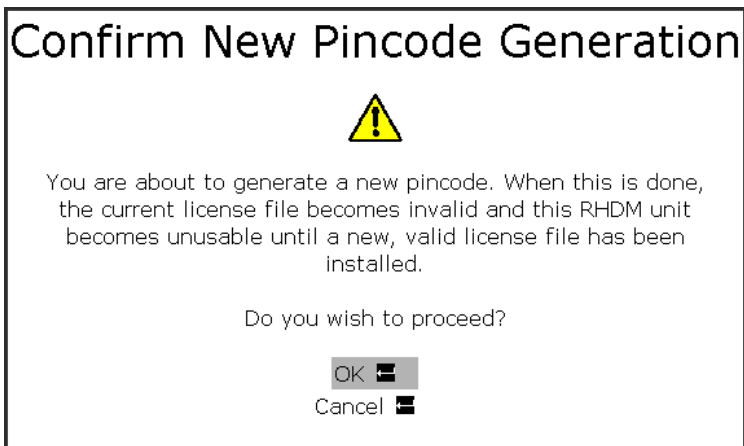 Confirm New Pincode Generation
You are about to generate a new pincode. When this is done,
the current license file becomes invalid and this RHDM unit
becomes unusable until a new, valid license file has been
installed.
Do you wish to proceed?
OK
Cancel